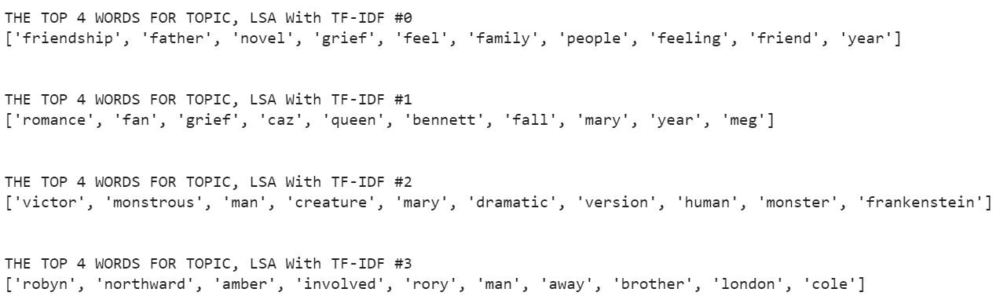 THE TOP 4 WORDS FOR TOPIC, LSA With TF-IDF #0
['friendship', 'father', 'novel', 'grief', 'feel', 'family', 'people', 'feeling', 'friend', 'year']
THE TOP 4 WORDS FOR TOPIC, LSA With TF-IDF #1
['romance', 'fan', 'grief', 'caz', 'queen', 'bennett', 'fall', 'mary', 'year', 'meg']
THE TOP 4 WORDS FOR TOPIC, LSA With TF-IDF #2
['victor', 'monstrous', 'man', 'creature', 'mary', 'dramatic', 'version', 'human', 'monster', 'frankenstein']
THE TOP 4 WORDS FOR TOPIC, LSA With TF-IDF #3
['robyn', 'northward', 'amber', 'involved', 'rory', 'man', 'away', 'brother', 'london', 'cole']